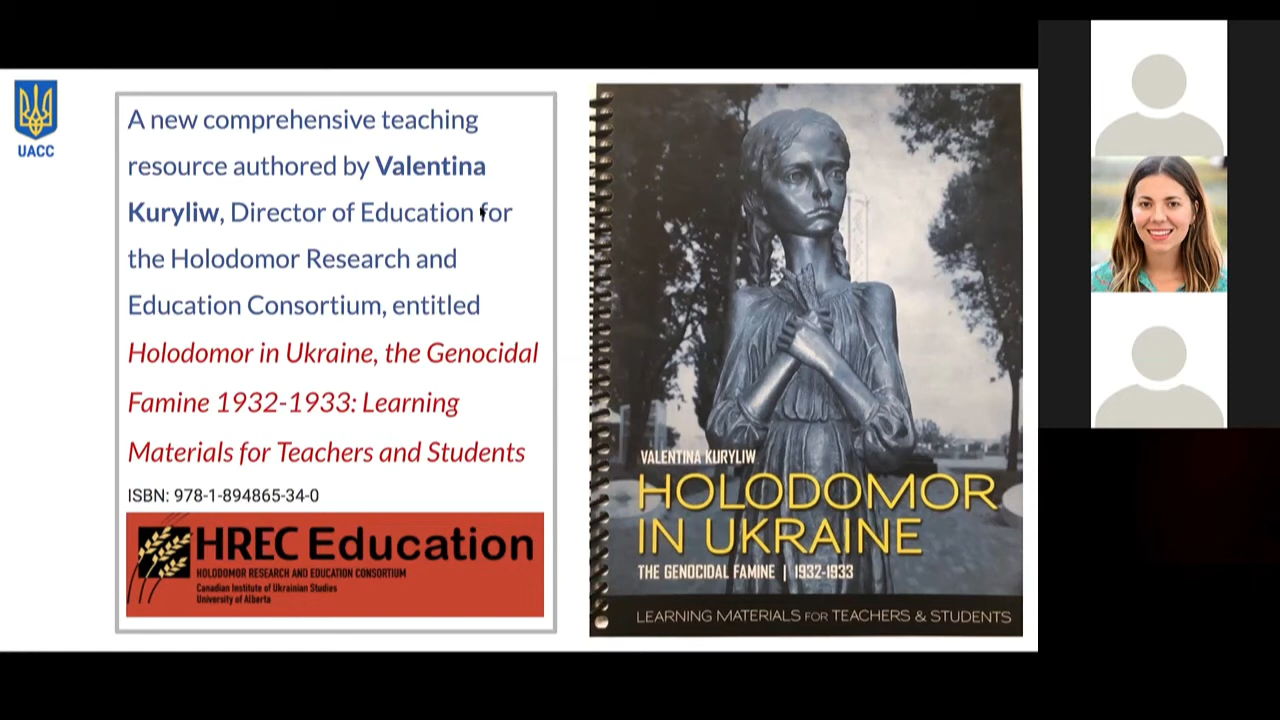 UACC
A new comprehensive teaching
resource authored by Valentina
Kuryliw, Director of Education for
the Holodomor Research and
Education Consortium, entitled
Holodomor in Ukraine, the Genocidal
Famine 1932-1933: Learning
Materials for Teachers and Students
ISBN: 978-1-894865-34-0
HREC Education
HOLODOMOR RESEARCH AND EDUCATION CONSORTIUM
Canadian Institute of Ukrainian Studies
University of Alberta
VALENTINA KURYLIW
HOLODOMOR
IN UKRAINE
THE GENOCIDAL FAMINE | 1932-1933
LEARNING MATERIALS FOR TEACHERS & STUDENTS